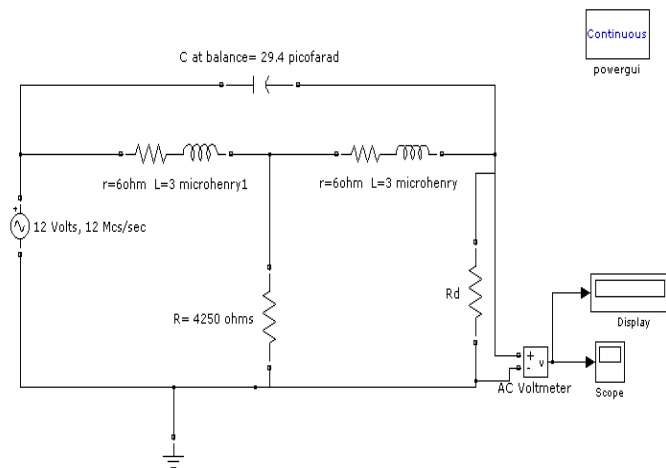 Continuous
powergui
C at balance= 29.4 picofarad
r=6ohm L=3 microhenry1
r=6ohm L=3 microhenry
+
12 Volts, 12 Mcs/sec
R= 4250 ohms
Rd
Display
+
-
v
AC Voltmeter
Scope